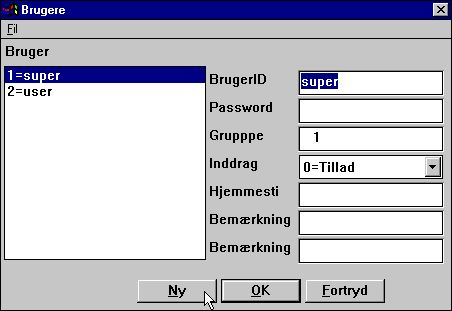 Brugere
Fil
Bruger
1=super
2=user
BrugerID super
Password
Grupppe 1
Inddrag 0=Tillad
Hjemmesti
Bemærkning
Bemærkning
Ny OK Fortryd